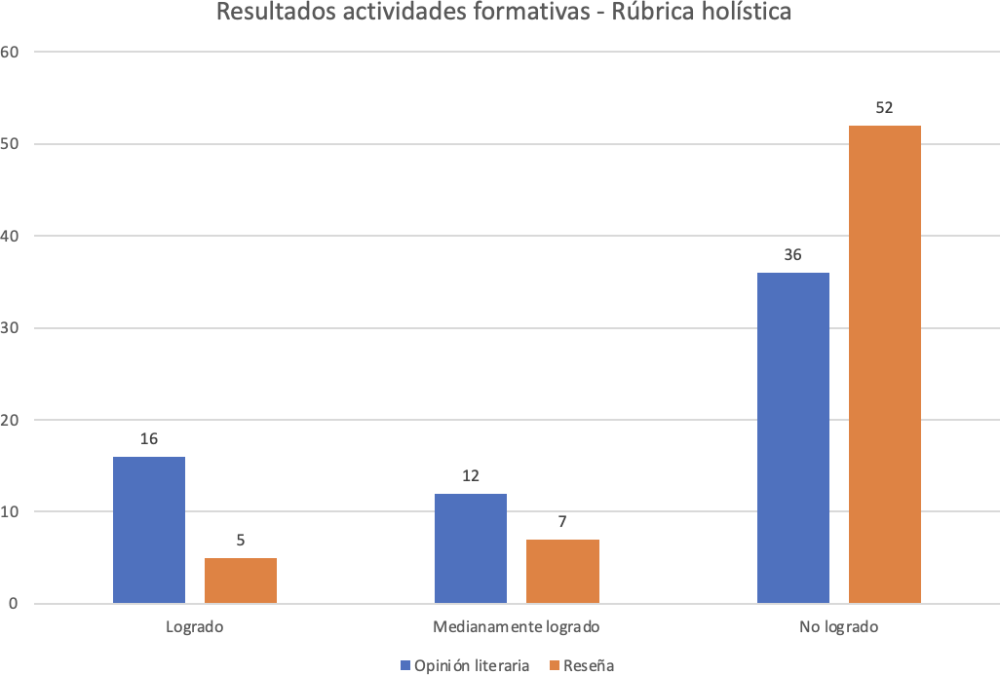 Resultados actividades formativas - Rúbrica holística
60
50
40
30
20
10
0
16
5
12
7
36
52
Logrado
Medianamente logrado
No logrado
Opinión literaria
Reseña